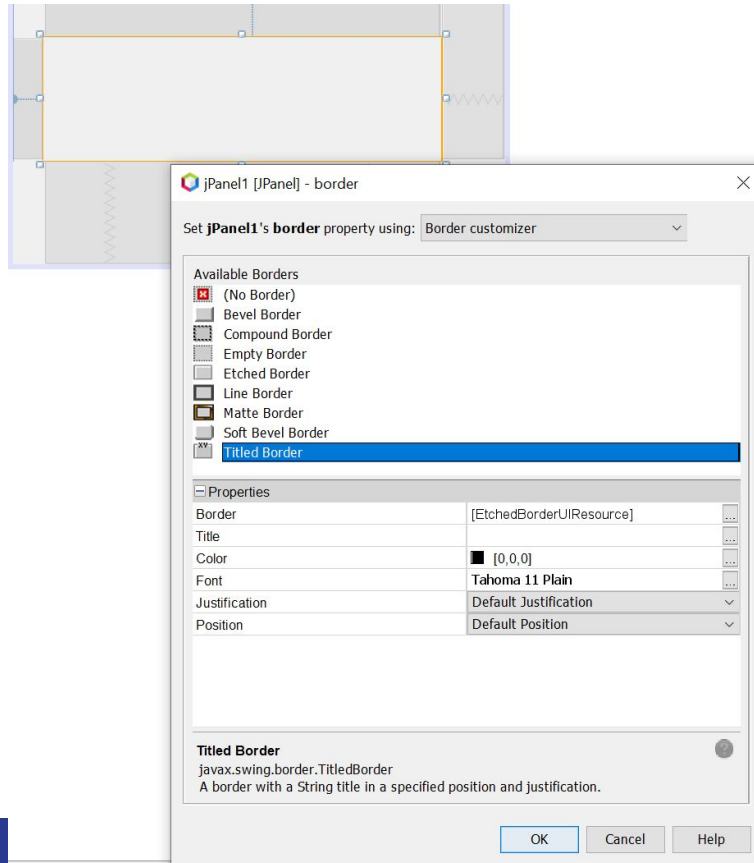 jPanel1 [JPanel] - border
Set jPanel1's border property using: Border customizer
Available Borders
(No Border)
Bevel Border
Compound Border
Empty Border
Etched Border
Line Border
Matte Border
Soft Bevel Border
XY
Titled Border
Properties
Border [EtchedBorderUIResource] ...
Title ...
Color [0,0,0] ...
Font Tahoma 11 Plain ...
Justification Default Justification
Position Default Position
Titled Border ?
javax.swing.border.TitledBorder
A border with a String title in a specified position and justification.
OK Cancel Help